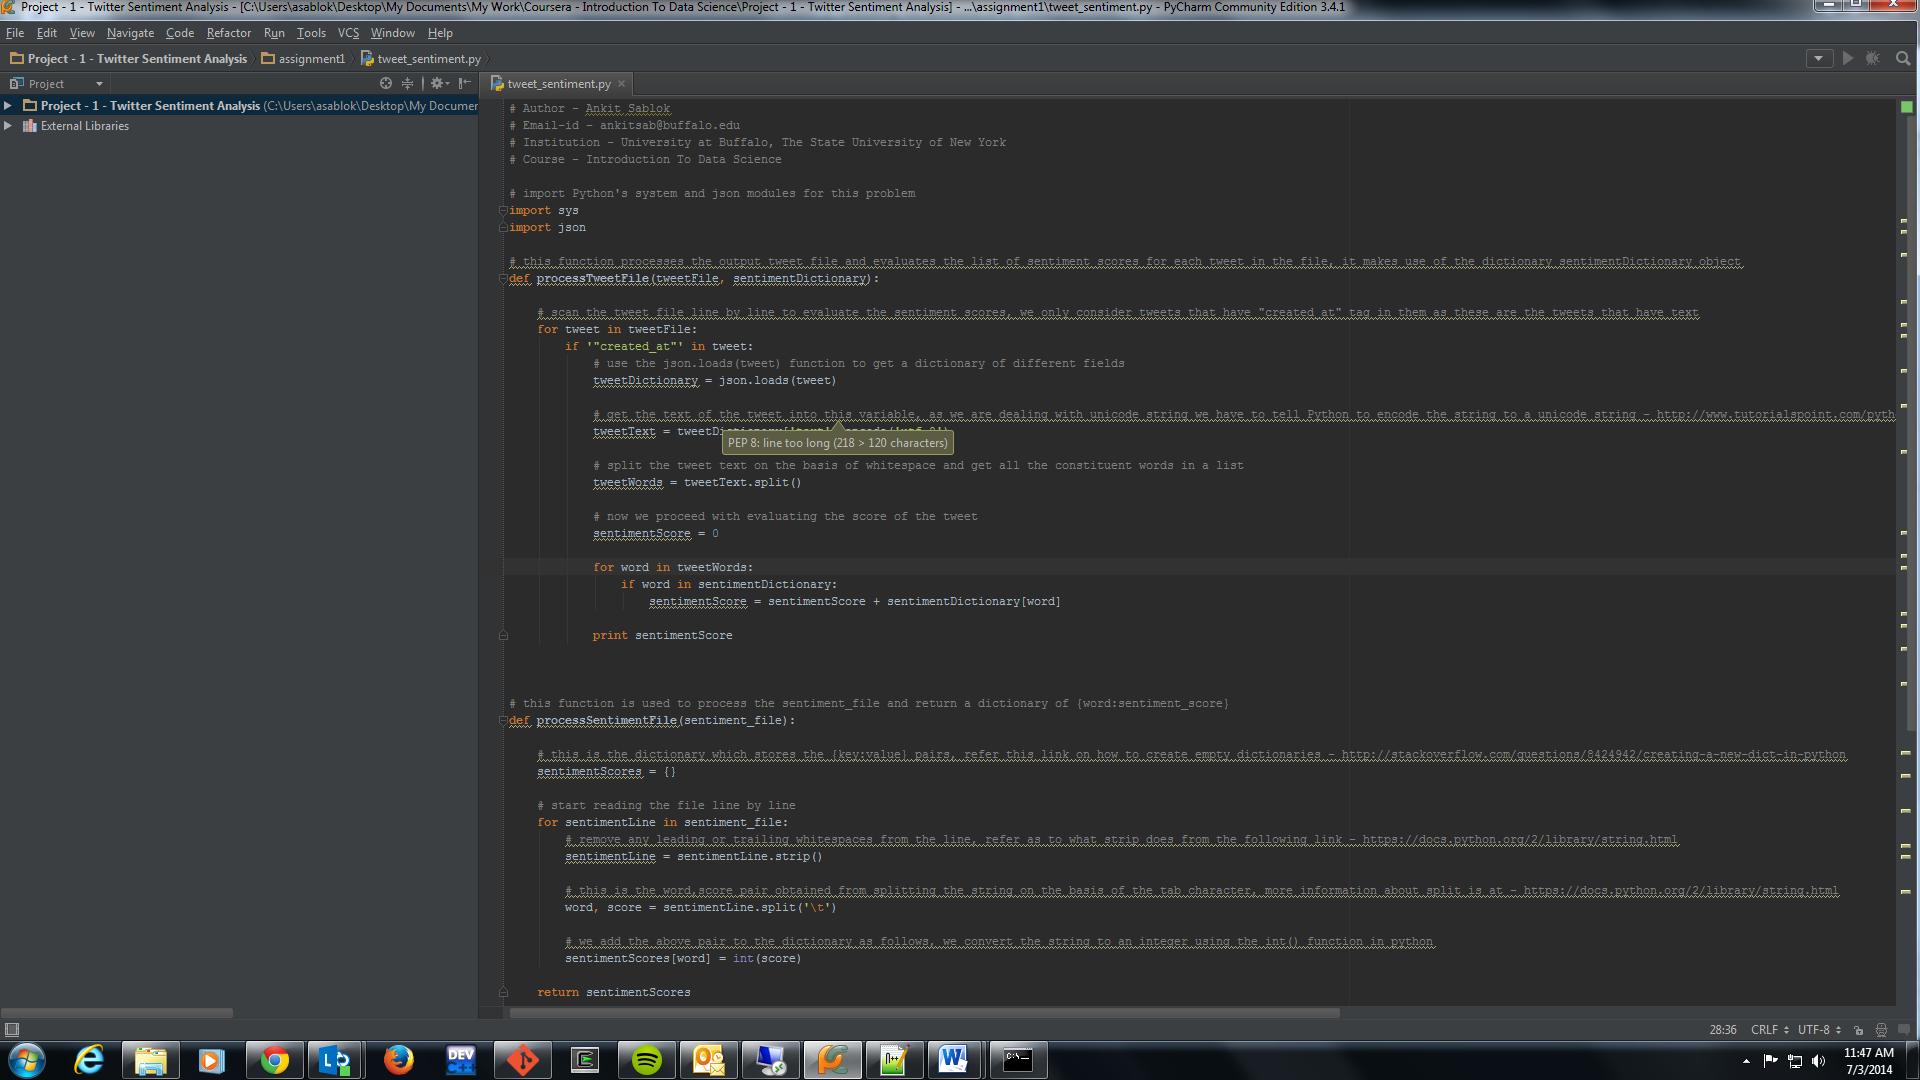 Project - 1 - Twitter Sentiment Analysis - [C:\Users\asablok\Desktop\My Documents\My Work\Coursera - Introduction To Data Science\Project - 1 - Twitter Sentiment Analysis] - ...\assignment1\tweet_sentiment.py - PyCharm Community Edition 3.4.1
File Edit View Navigate Code Refactor Run Tools VCS Window Help
Project - 1 - Twitter Sentiment Analysis assignment1 tweet_sentiment.py
Project
tweet_sentiment.py
Project - 1 - Twitter Sentiment Analysis (C:\Users\asablok\Desktop\My Documen
External Libraries
# Author - Ankit Sablok
# Email-id - ankitsab@buffalo.edu
# Institution - University at Buffalo, The State University of New York
# Course - Introduction To Data Science
# import Python's system and json modules for this problem
import sys
import json
# this function processes the output tweet file and evaluates the list of sentiment scores for each tweet in the file, it makes use of the dictionary sentimentDictionary object
def processTweetFile(tweetFile, sentimentDictionary):
# scan the tweet file line by line to evaluate the sentiment scores, we only consider tweets that have "created_at" tag in them as these are the tweets that have text
for tweet in tweetFile:
if '"created_at"' in tweet:
# use the json.loads(tweet) function to get a dictionary of different fields
tweetDictionary = json.loads(tweet)
# get the text of the tweet into this variable, as we are dealing with unicode string we have to tell Python to encode the string to a unicode string - http://www.tutorialspoint.com/pyth
tweetText =
PEP 8: line too long (218 > 120 characters)
# split the tweet text on the basis of whitespace and get all the constituent words in a list
tweetWords = tweetText.split()
# now we proceed with evaluating the score of the tweet
sentimentScore = 0
for word in tweetWords:
if word in sentimentDictionary:
sentimentScore = sentimentScore + sentimentDictionary[word]
print sentimentScore
# this function is used to process the sentiment_file and return a dictionary of {word:sentiment_score}
def processSentimentFile(sentiment_file):
# this is the dictionary which stores the {key:value} pairs, refer this link on how to create empty dictionaries - http://stackoverflow.com/questions/8424942/creating-a-new-dict-in-python
sentimentScores = {}
# start reading the file line by line
for sentimentLine in sentiment_file:
# remove any leading or trailing whitespaces from the line, refer as to what strip does from the following link - https://docs.python.org/2/library/string.html
sentimentLine = sentimentLine.strip()
# this is the word,score pair obtained from splitting the string on the basis of the tab character, more information about split is at - https://docs.python.org/2/library/string.html
word, score = sentimentLine.split('\t')
# we add the above pair to the dictionary as follows, we convert the string to an integer using the int() function in python
sentimentScores[word] = int(score)
return sentimentScores
28:36 CRLF UTF-8
DEV C++
11:47 AM
7/3/2014